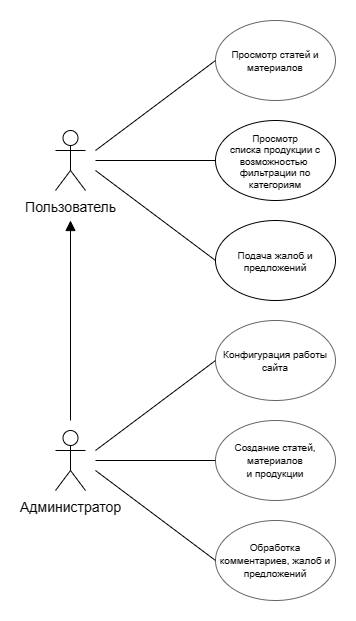 Просмотр статей и
материалов
Просмотр
списка продукции с
возможностью
фильтрации по
категориям
Пользователь
Подача жалоб и
предложений
Конфигурация работы
сайта
Создание статей,
материалов
и продукции
Администратор
Обработка
комментариев, жалоб и
предложений